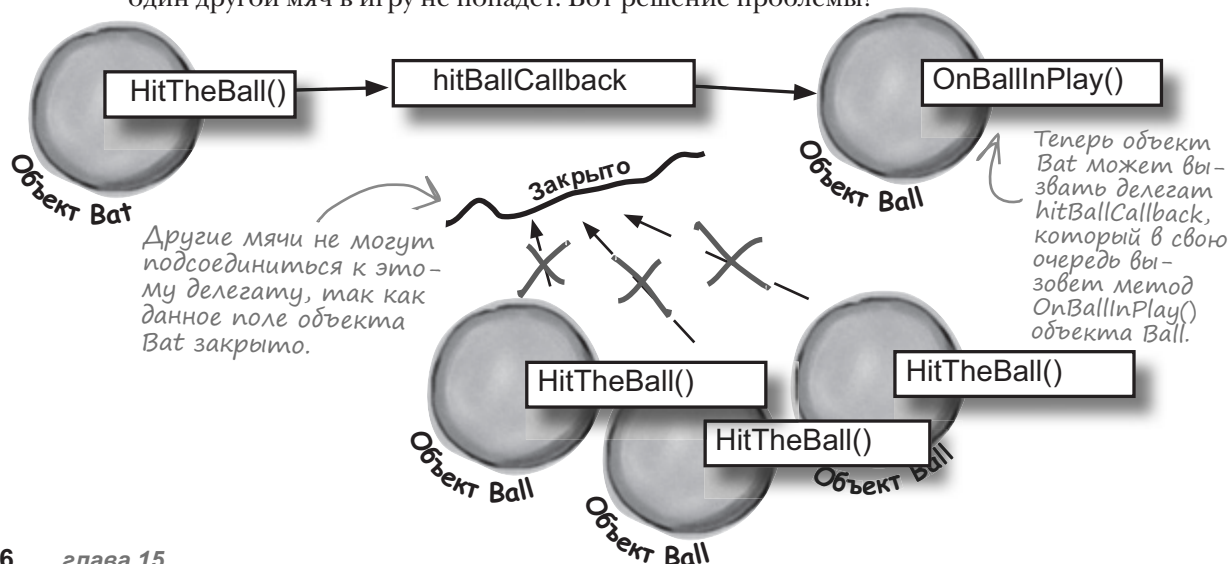 один другой мяч в игру не попадет. Вот решение проблемы!
HitTheBall()
hitBallCallback
OnBallInPlay()
Объект Bat
Закрыто
Объект Ball
Теперь объект
Bat может вы-
звать делегат
hitBallCallback,
который в свою
очередь вы-
зовет метод
OnBallInPlay()
объекта Ball.
Другие мячи не могут
подсоединиться к это-
му делегату, так как
данное поле объекта
Bat закрыто.
HitTheBall()
HitTheBall()
HitTheBall()
Объект Ball
Объект Ball
Объект Ball
6 глава 15